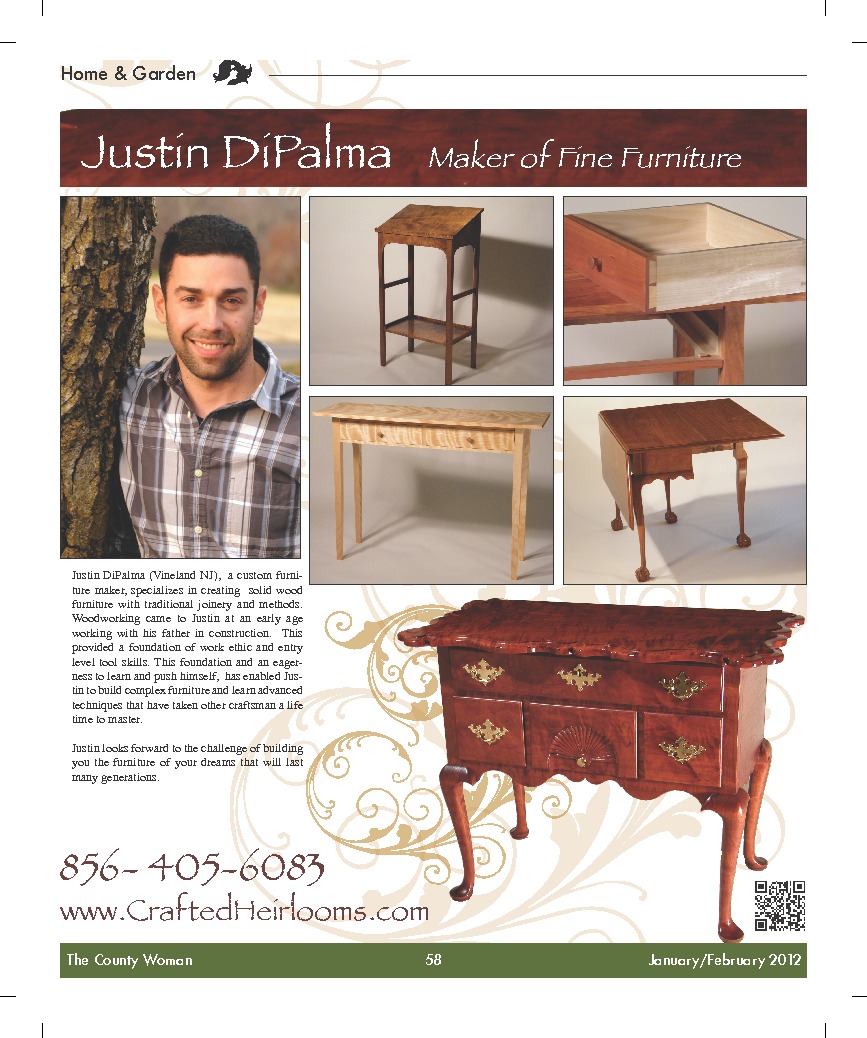 Home & Garden
Justin DiPalma Maker of Fine Furniture
Justin DiPalma (Vineland NJ), a custom furni-
ture maker, specializes in creating solid wood
furniture with traditional joinery and methods.
Woodworking came to Justin at an early age
working with his father in construction. This
provided a foundation of work ethic and entry
level tool skills. This foundation and an eager-
ness to learn and push himself, has enabled Jus-
tin to build complex furniture and learn advanced
techniques that have taken other craftsman a life
time to master.
Justin looks forward to the challenge of building
you the furniture of your dreams that will last
many generations.
856- 405-6083
www.CraftedHeirlooms.com
The County Woman 58 January/February 2012